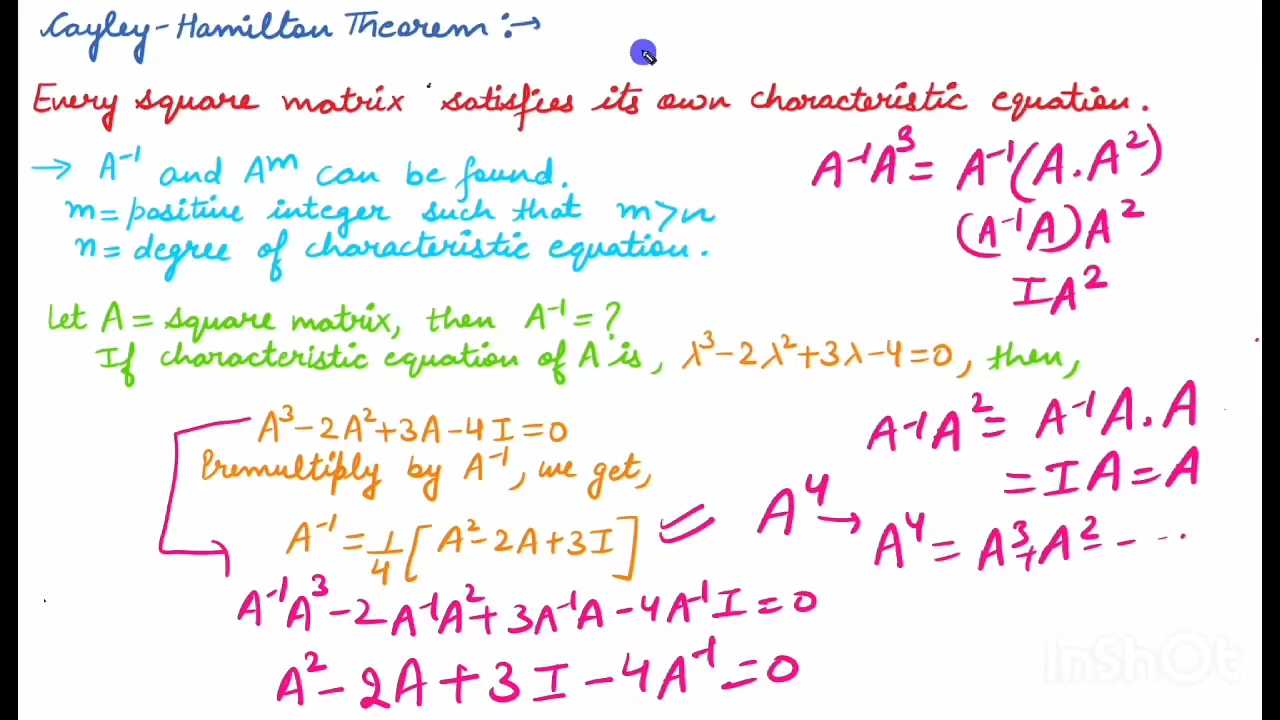 Cayley-Hamilton Theorem :→
Every square matrix satisfies its own characteristic equation.
→ A⁻¹ and Aᵐ can be found.
m = positive integer such that m > n
n = degree of characteristic equation.
A⁻¹A³ = A⁻¹(A.A²)
(A⁻¹A)A²
IA²
Let A = square matrix, then A⁻¹ = ?
If characteristic equation of A is, λ³-2λ²+3λ-4=0, then,
A³-2A²+3A-4I=0
Premultiply by A⁻¹, we get,
A⁻¹ = 1/4 [A²-2A+3I]
A⁻¹A² = A⁻¹A.A
= IA = A
A⁴ → A⁴ = A³+A²- - ...
A⁻¹A³-2A⁻¹A²+3A⁻¹A-4A⁻¹I=0
A²-2A+3I-4A⁻¹=0
InShOt